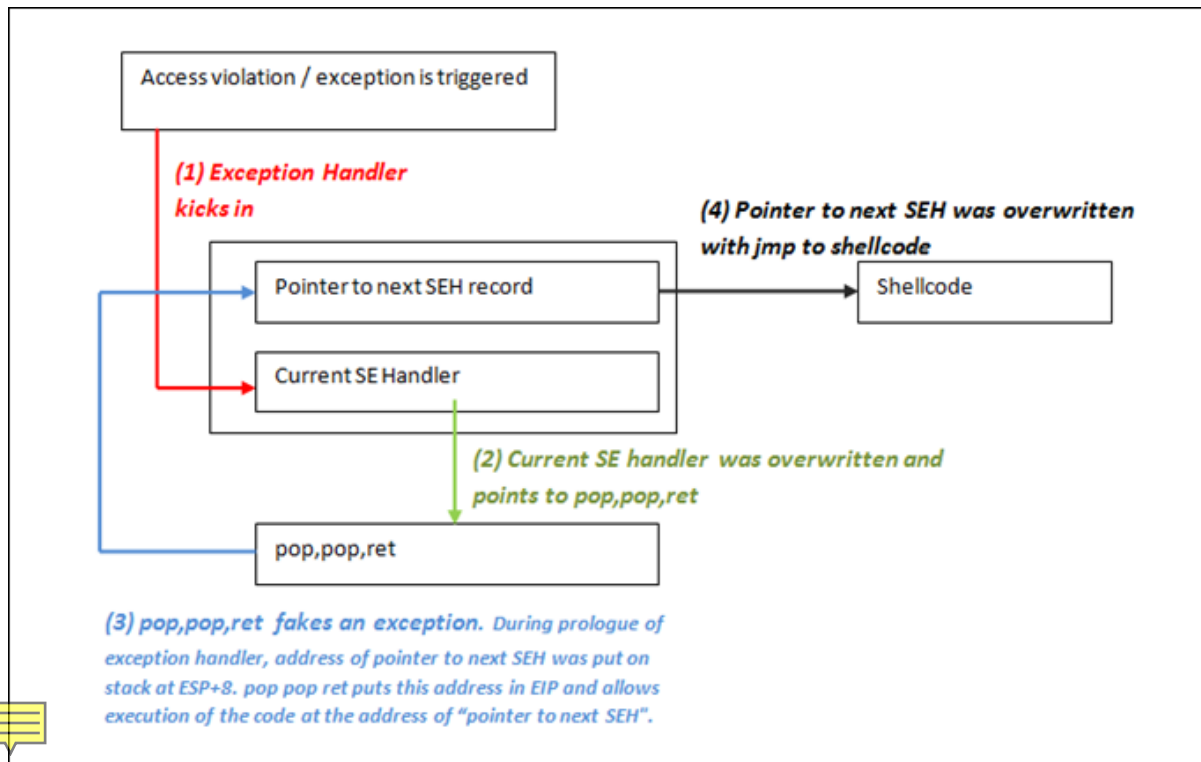 Access violation / exception is triggered
(1) Exception Handler
kicks in
(4) Pointer to next SEH was overwritten
with jmp to shellcode
Pointer to next SEH record
Shellcode
Current SE Handler
(2) Current SE handler was overwritten and
points to pop,pop,ret
pop,pop,ret
(3) pop,pop,ret fakes an exception. During prologue of
exception handler, address of pointer to next SEH was put on
stack at ESP+8. pop pop ret puts this address in EIP and allows
execution of the code at the address of “pointer to next SEH”.